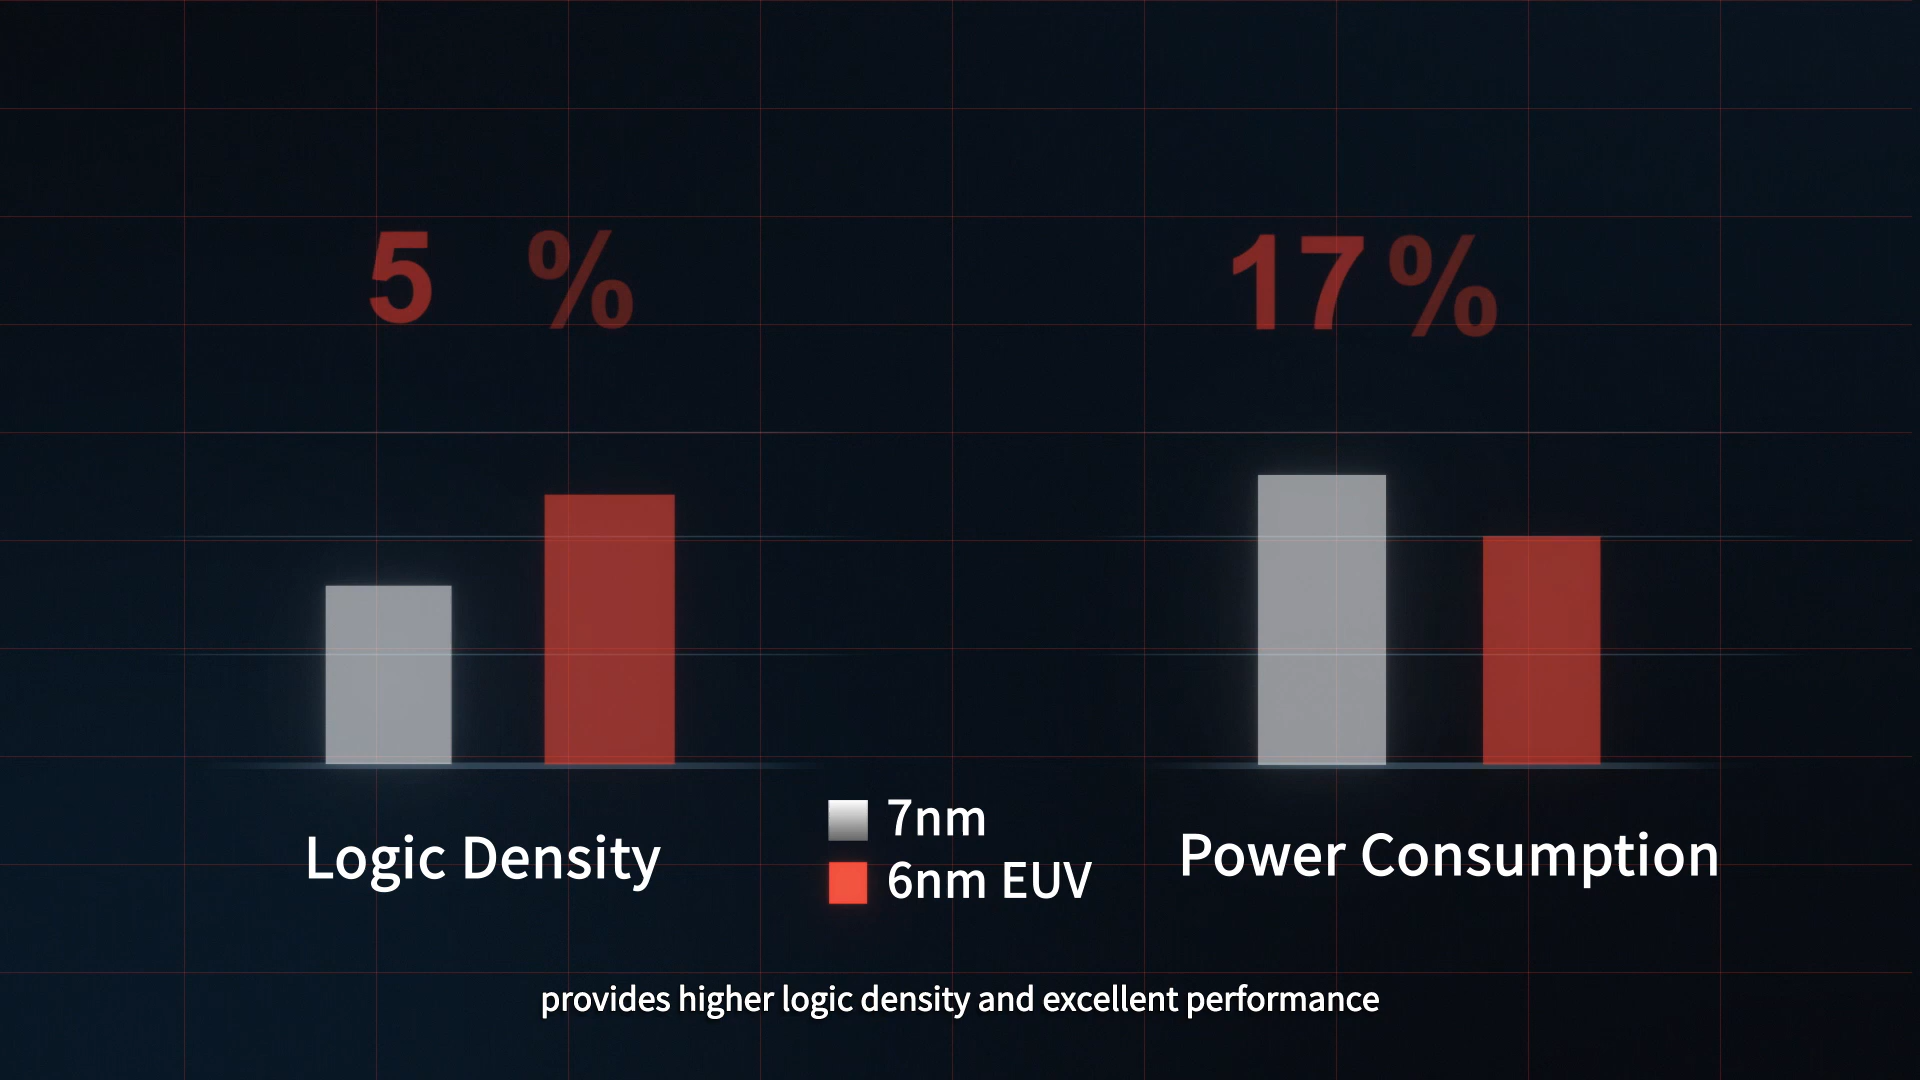 5 %
17%
Logic Density
7nm
6nm EUV
Power Consumption
provides higher logic density and excellent performance